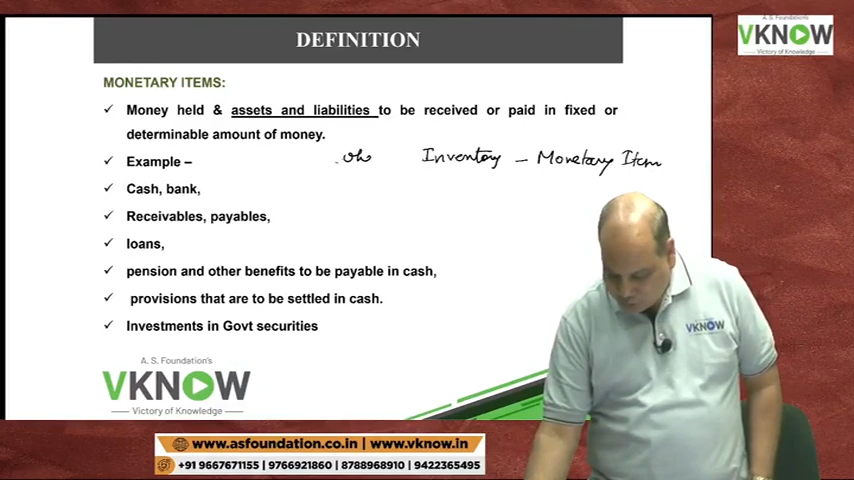 DEFINITION
A. S. Foundation's
VKNOW
Victory of Knowledge
MONETARY ITEMS:
✓ Money held & assets and liabilities to be received or paid in fixed or
determinable amount of money.
✓ Example –
Inventory – Monetary Item
✓ Cash, bank,
✓ Receivables, payables,
✓ loans,
✓ pension and other benefits to be payable in cash,
✓ provisions that are to be settled in cash.
✓ Investments in Govt securities
VKNOW
A. S. Foundation's
VKNOW
Victory of Knowledge
www.asfoundation.co.in | www.vknow.in
+91 9667671155 | 9766921860 | 8788968910 | 9422365495